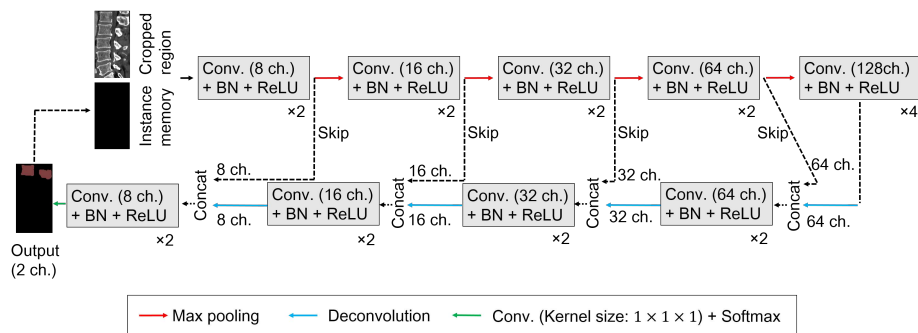 Cropped
region
Instance
memory
Conv. (8 ch.)
+ BN + ReLU
×2
Conv. (16 ch.)
+ BN + ReLU
×2
Conv. (32 ch.)
+ BN + ReLU
×2
Conv. (64 ch.)
+ BN + ReLU
×2
Conv. (128ch.)
+ BN + ReLU
×4
Skip
Skip
Skip
Skip
8 ch.
16 ch.
32 ch.
64 ch.
Conv. (8 ch.)
+ BN + ReLU
×2
Concat
8 ch.
Conv. (16 ch.)
+ BN + ReLU
×2
Concat
16 ch.
Conv. (32 ch.)
+ BN + ReLU
×2
Concat
32 ch.
Conv. (64 ch.)
+ BN + ReLU
×2
Concat
64 ch.
Output
(2 ch.)
Max pooling
Deconvolution
Conv. (Kernel size: 1 × 1 × 1) + Softmax